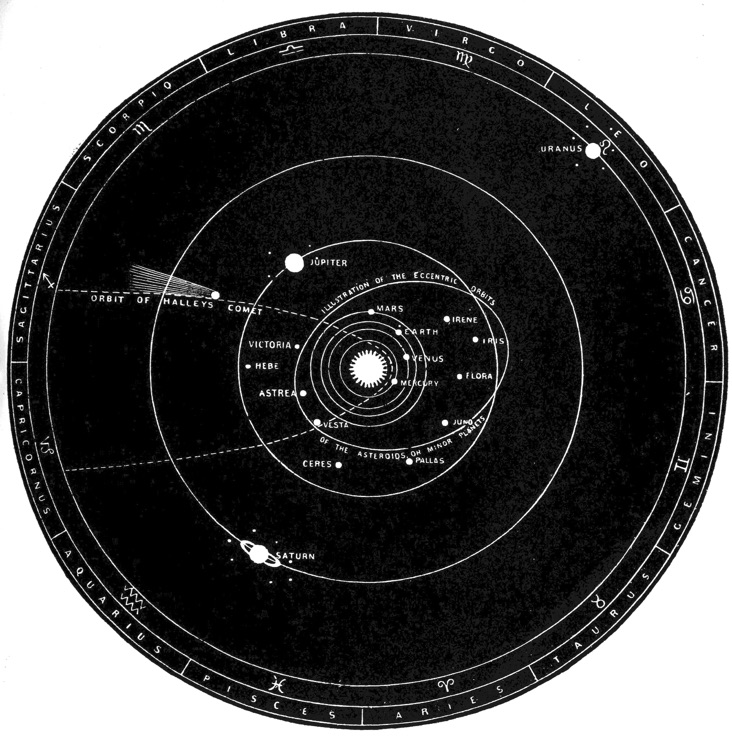 LIBRA
VIRGO
LEO
CANCER
GEMINI
TAURUS
ARIES
PISCES
AQUARIUS
CAPRICORNUS
SAGITTARIUS
SCORPIO
♎
♍
♌
♋
♊
♉
♈
♓
♒
♑
♐
♏
URANUS
JUPITER
ILLUSTRATION OF THE ECCENTRIC ORBITS
ORBIT OF HALLEYS COMET
MARS
IRENE
EARTH
VICTORIA
IRIS
VENUS
HEBE
FLORA
MERCURY
ASTREA
VESTA
JUNO
OF THE ASTEROIDS OR MINOR PLANETS
CERES
PALLAS
SATURN